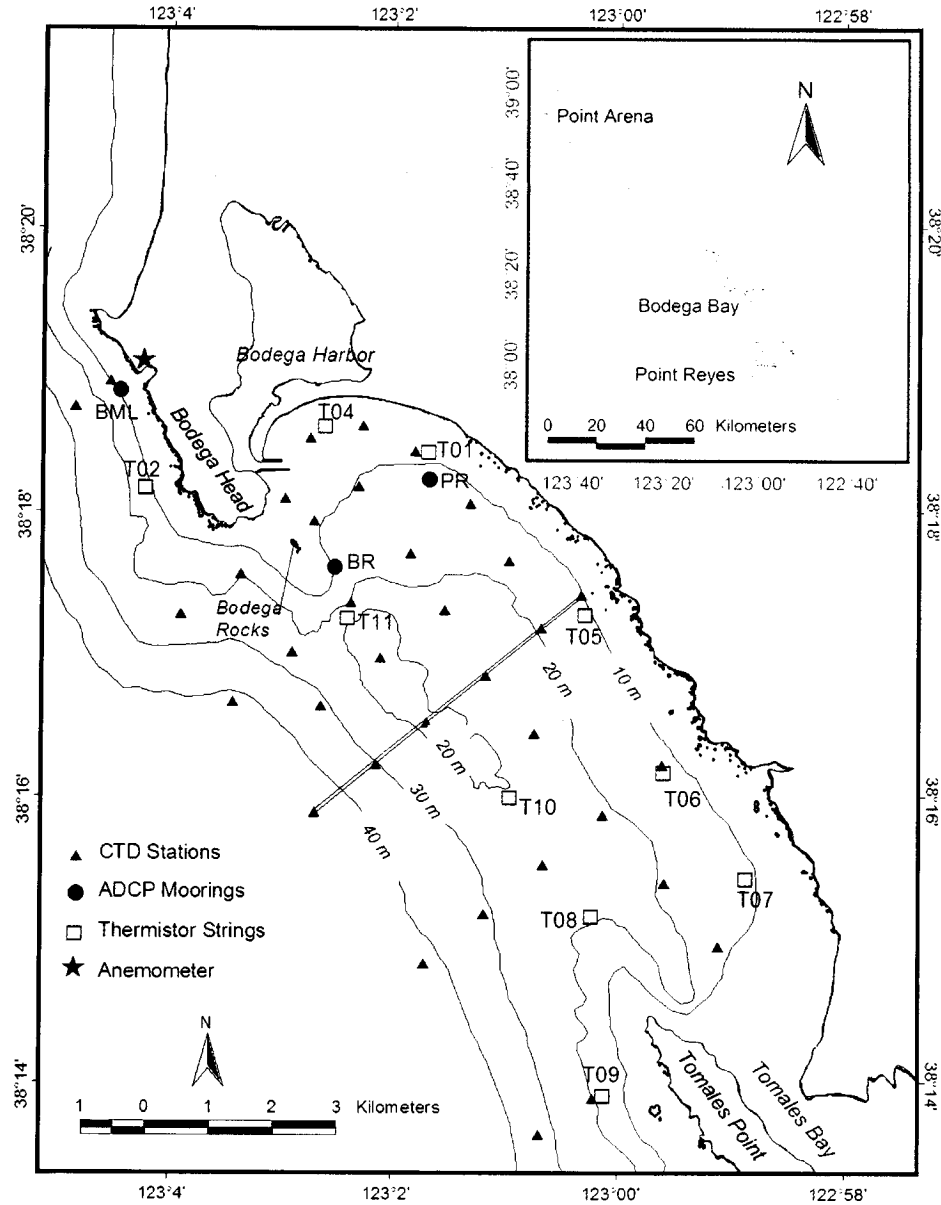 123°4'
123°2'
123°00'
122°58'
39°00'
Point Arena
N
38°40'
38°20'
38°20'
38°20'
Bodega Bay
38°00'
Point Reyes
0 20 40 60 Kilometers
123°40' 123°20' 123°00' 122°40'
Bodega Harbor
BML
Bodega Head
T04
T01
T02
PR
38°18'
38°18'
BR
Bodega
Rocks
T11
T05
20 m
10 m
20 m
30 m
40 m
T10
T06
38°16'
38°16'
T07
T08
CTD Stations
ADCP Moorings
Thermistor Strings
Anemometer
N
T09
Tomales Point
Tomales Bay
38°14'
38°14'
1 0 1 2 3 Kilometers
123°4'
123°2'
123°00'
122°58'